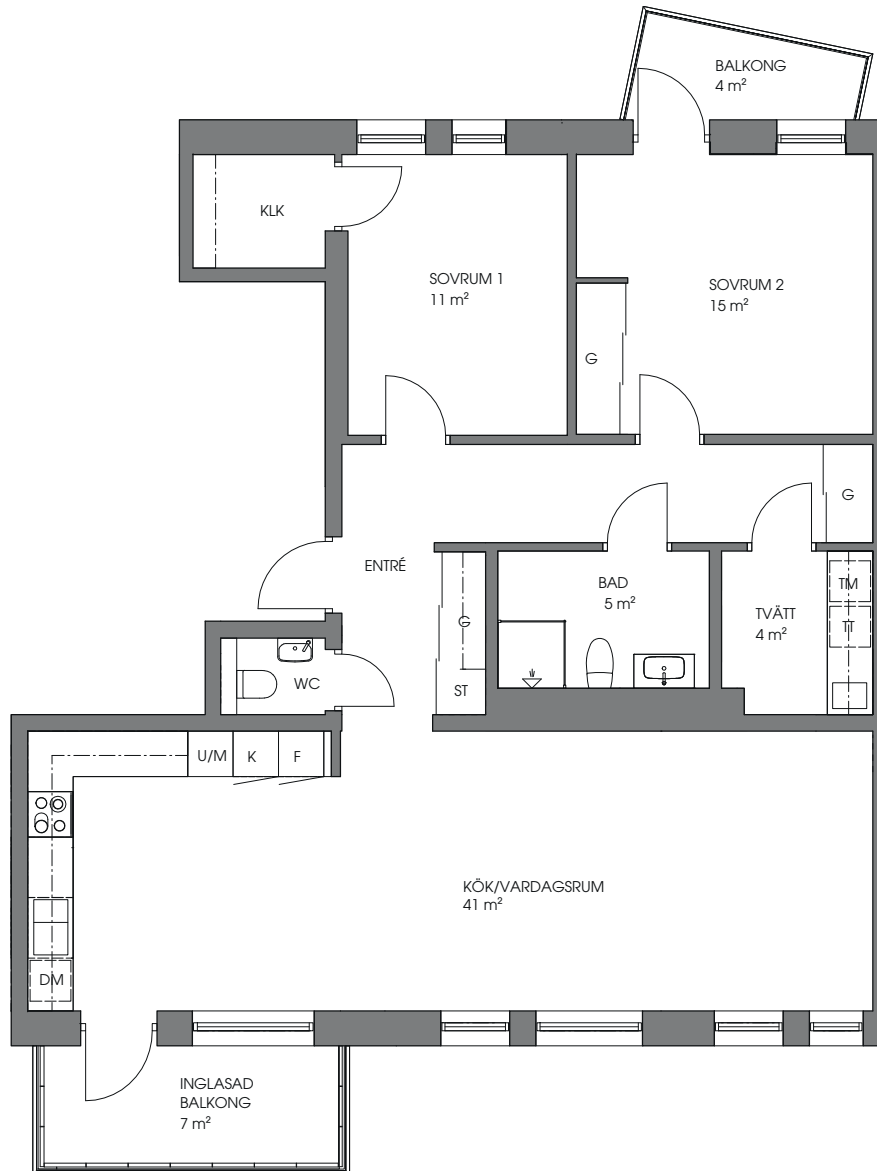 BALKONG
4 m²
KLK
SOVRUM 1
11 m²
SOVRUM 2
15 m²
G
G
ENTRÉ
BAD
5 m²
TM
TVÄTT
4 m²
TT
G
WC
ST
U/M
K
F
KÖK/VARDAGSRUM
41 m²
DM
INGLASAD
BALKONG
7 m²